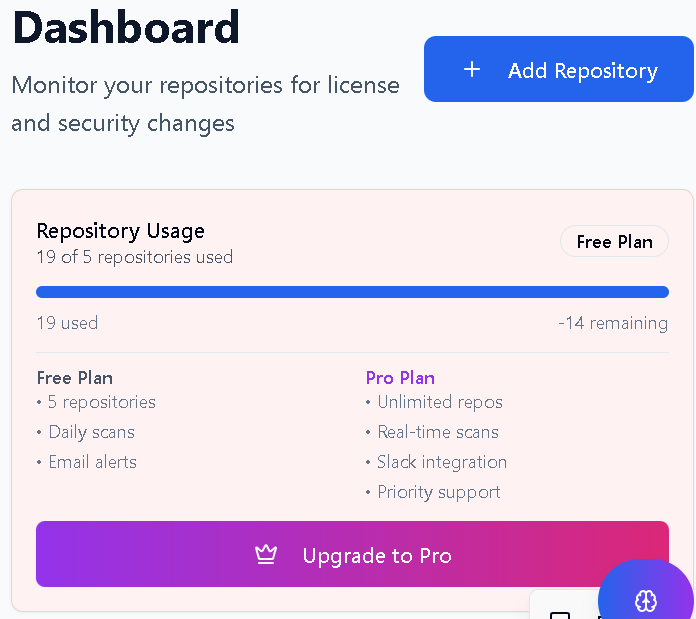 Dashboard
Monitor your repositories for license
and security changes
+ Add Repository
Repository Usage
19 of 5 repositories used
Free Plan
19 used
-14 remaining
Free Plan
• 5 repositories
• Daily scans
• Email alerts
Pro Plan
• Unlimited repos
• Real-time scans
• Slack integration
• Priority support
Upgrade to Pro